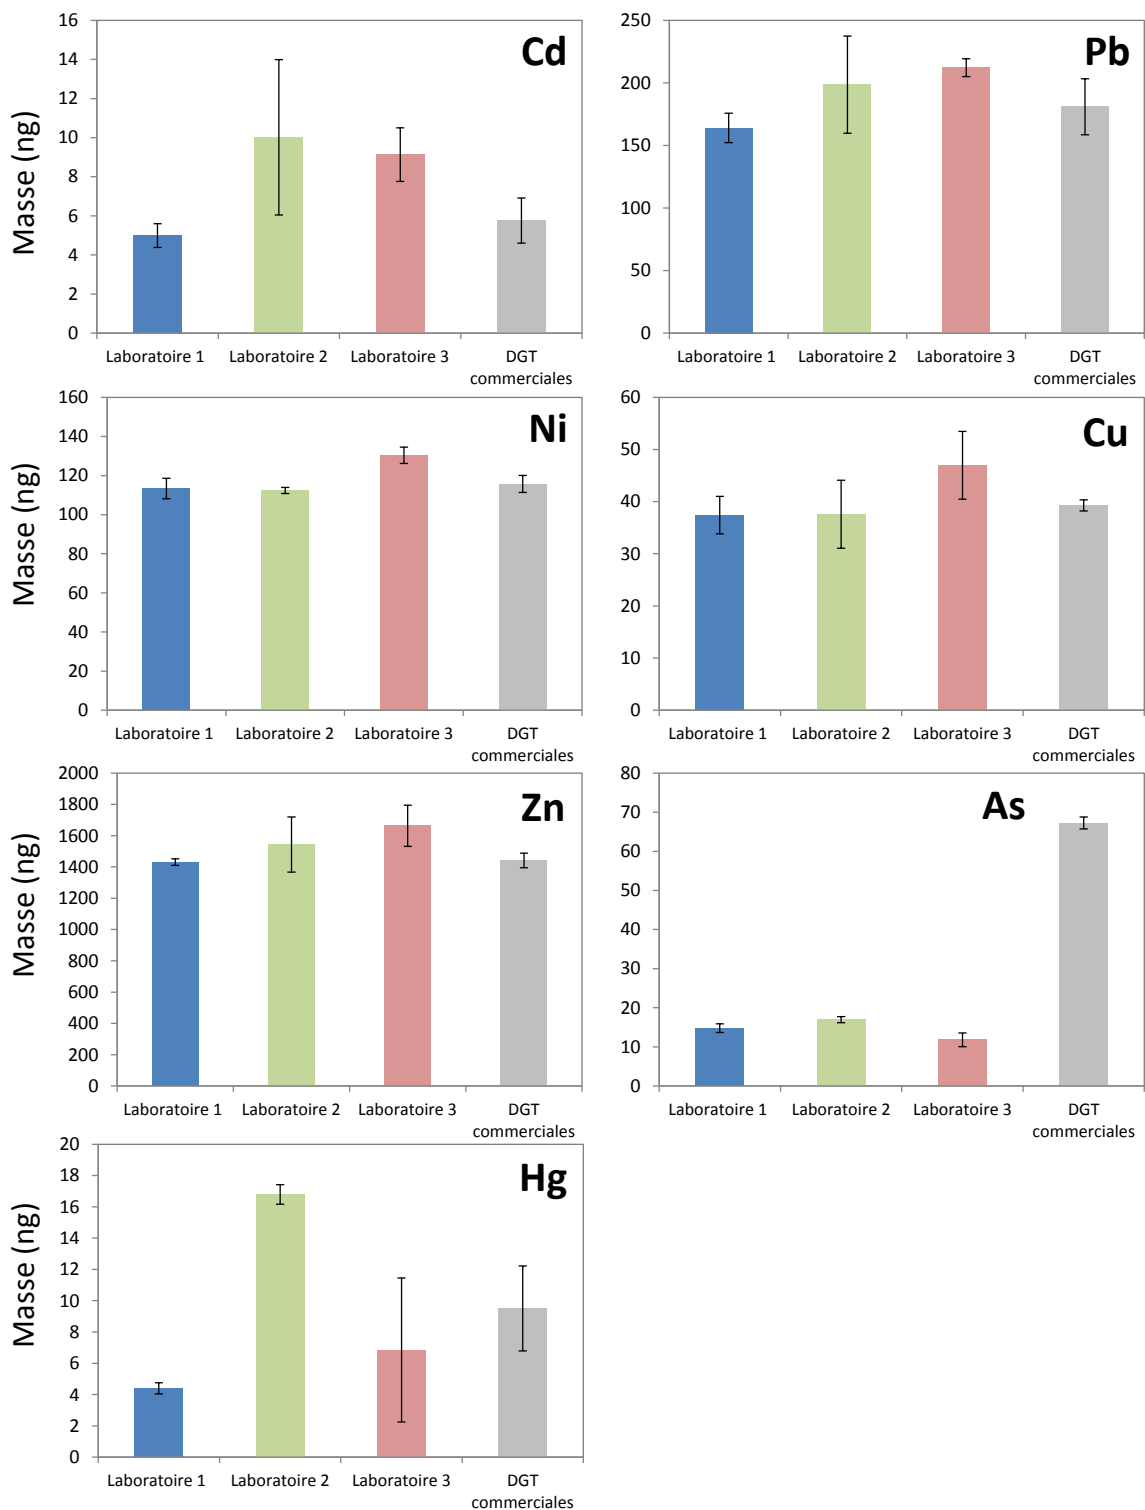 Cd
Masse (ng)
16
14
12
10
8
6
4
2
0
Laboratoire 1 Laboratoire 2 Laboratoire 3 DGT
commerciales
Pb
250
200
150
100
50
0
Laboratoire 1 Laboratoire 2 Laboratoire 3 DGT
commerciales
Ni
Masse (ng)
160
140
120
100
80
60
40
20
0
Laboratoire 1 Laboratoire 2 Laboratoire 3 DGT
commerciales
Cu
60
50
40
30
20
10
0
Laboratoire 1 Laboratoire 2 Laboratoire 3 DGT
commerciales
Zn
Masse (ng)
2000
1800
1600
1400
1200
1000
800
600
400
200
0
Laboratoire 1 Laboratoire 2 Laboratoire 3 DGT
commerciales
As
80
70
60
50
40
30
20
10
0
Laboratoire 1 Laboratoire 2 Laboratoire 3 DGT
commerciales
Hg
Masse (ng)
20
18
16
14
12
10
8
6
4
2
0
Laboratoire 1 Laboratoire 2 Laboratoire 3 DGT
commerciales